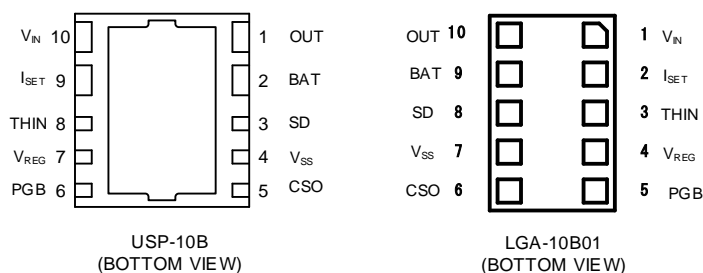 V_IN 10 1 OUT
I_SET 9 2 BAT
THIN 8 3 SD
V_REG 7 4 V_SS
PGB 6 5 CSO
USP-10B
(BOTTOM VIEW)
OUT 10 1 V_IN
BAT 9 2 I_SET
SD 8 3 THIN
V_SS 7 4 V_REG
CSO 6 5 PGB
LGA-10B01
(BOTTOM VIEW)